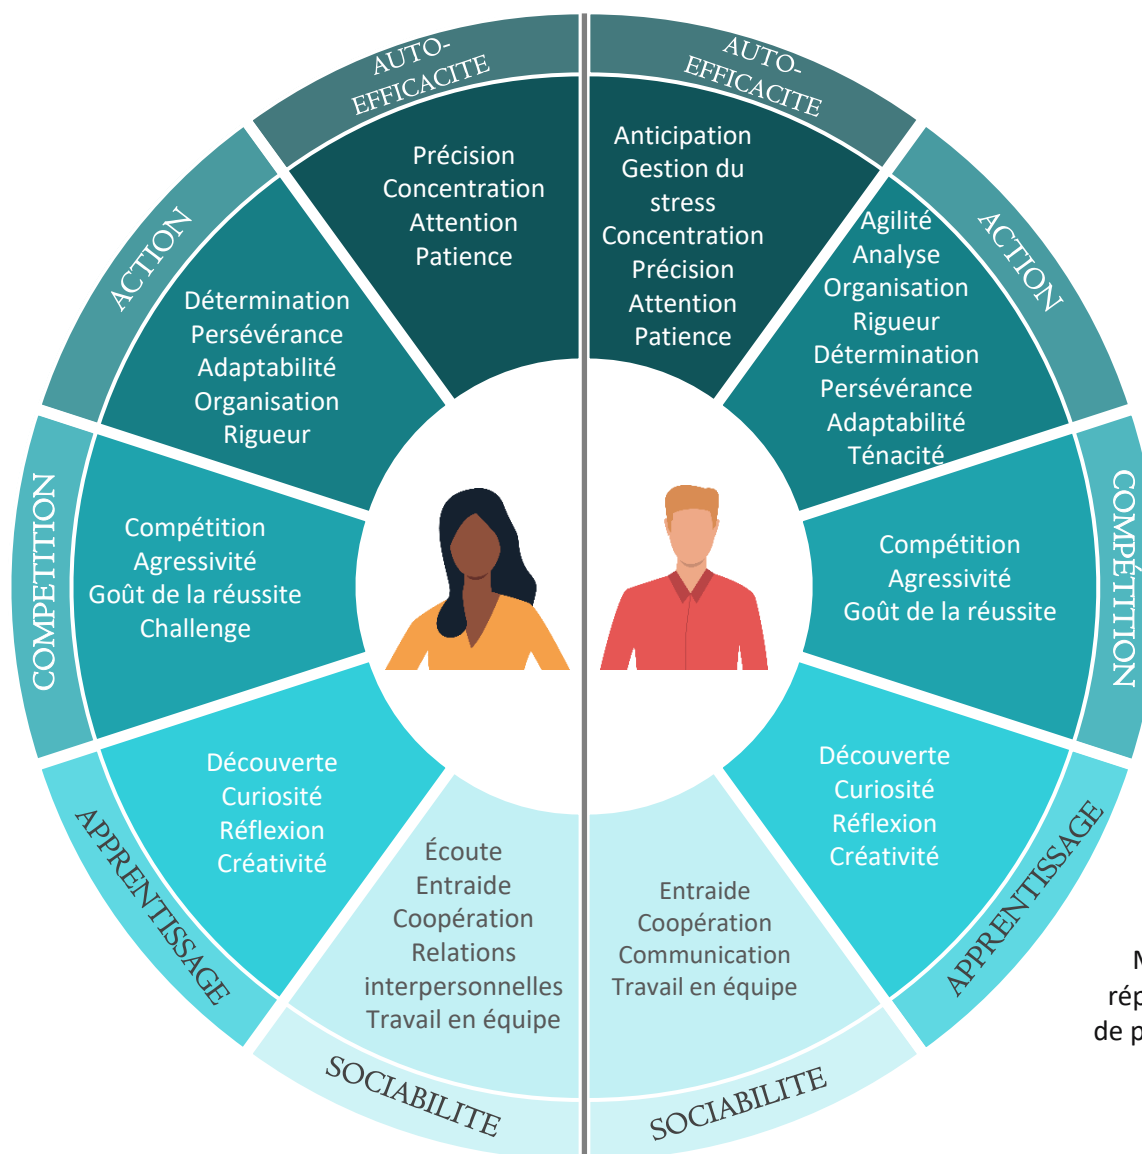 AUTO-
EFFICACITE
Précision
Concentration
Attention
Patience
ACTION
Détermination
Persévérance
Adaptabilité
Organisation
Rigueur
COMPETITION
Compétition
Agressivité
Goût de la réussite
Challenge
APPRENTISSAGE
Découverte
Curiosité
Réflexion
Créativité
SOCIABILITE
Écoute
Entraide
Coopération
Relations
interpersonnelles
Travail en équipe
AUTO-
EFFICACITE
Anticipation
Gestion du
stress
Concentration
Précision
Attention
Patience
ACTION
Agilité
Analyse
Organisation
Rigueur
Détermination
Persévérance
Adaptabilité
Ténacité
COMPÉTITION
Compétition
Agressivité
Goût de la réussite
APPRENTISSAGE
Découverte
Curiosité
Réflexion
Créativité
SOCIABILITE
Entraide
Coopération
Communication
Travail en équipe
de